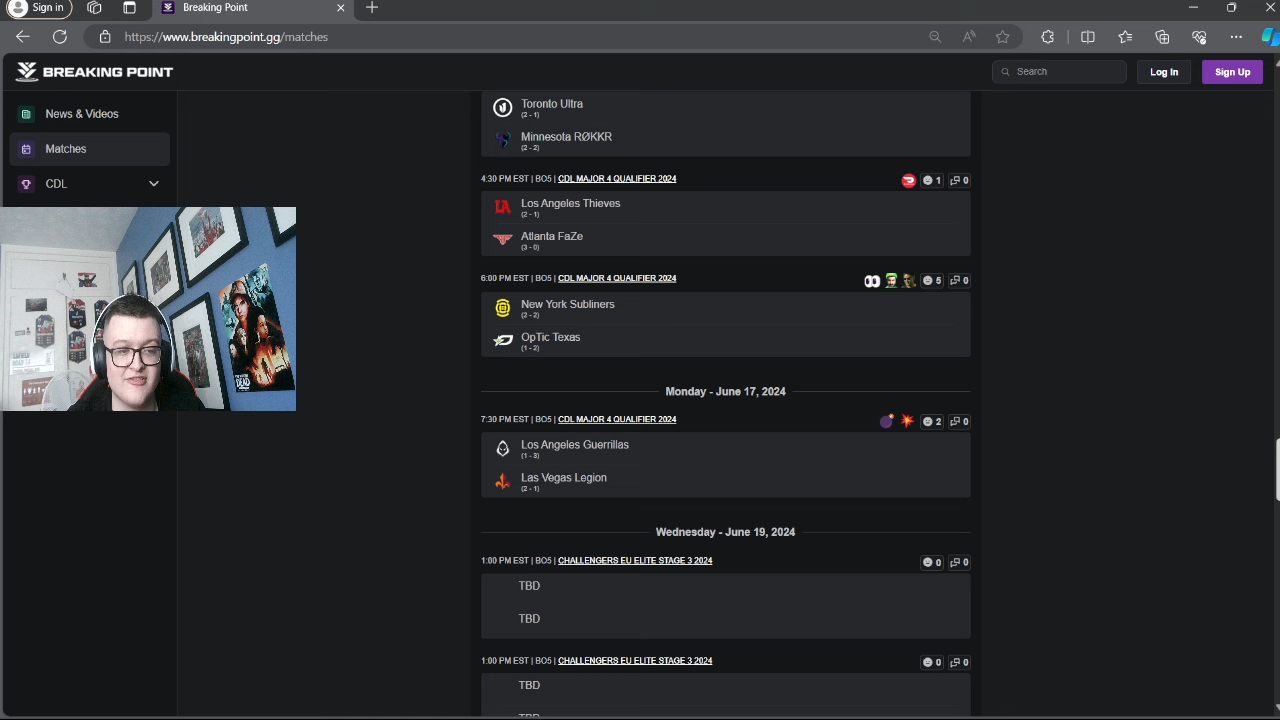 Sign in
Breaking Point
https://www.breakingpoint.gg/matches
BREAKING POINT
Search
Log In
Sign Up
News & Videos
Matches
CDL
Toronto Ultra
(2 - 1)
Minnesota RØKKR
(2 - 2)
4:30 PM EST | BO5 | CDL MAJOR 4 QUALIFIER 2024
1
0
Los Angeles Thieves
(2 - 1)
Atlanta FaZe
(3 - 0)
6:00 PM EST | BO5 | CDL MAJOR 4 QUALIFIER 2024
5
0
New York Subliners
(2 - 2)
OpTic Texas
(1 - 2)
Monday - June 17, 2024
7:30 PM EST | BO5 | CDL MAJOR 4 QUALIFIER 2024
2
0
Los Angeles Guerrillas
(1 - 3)
Las Vegas Legion
(2 - 1)
Wednesday - June 19, 2024
1:00 PM EST | BO5 | CHALLENGERS EU ELITE STAGE 3 2024
0
0
TBD
TBD
1:00 PM EST | BO5 | CHALLENGERS EU ELITE STAGE 3 2024
0
0
TBD
TBD